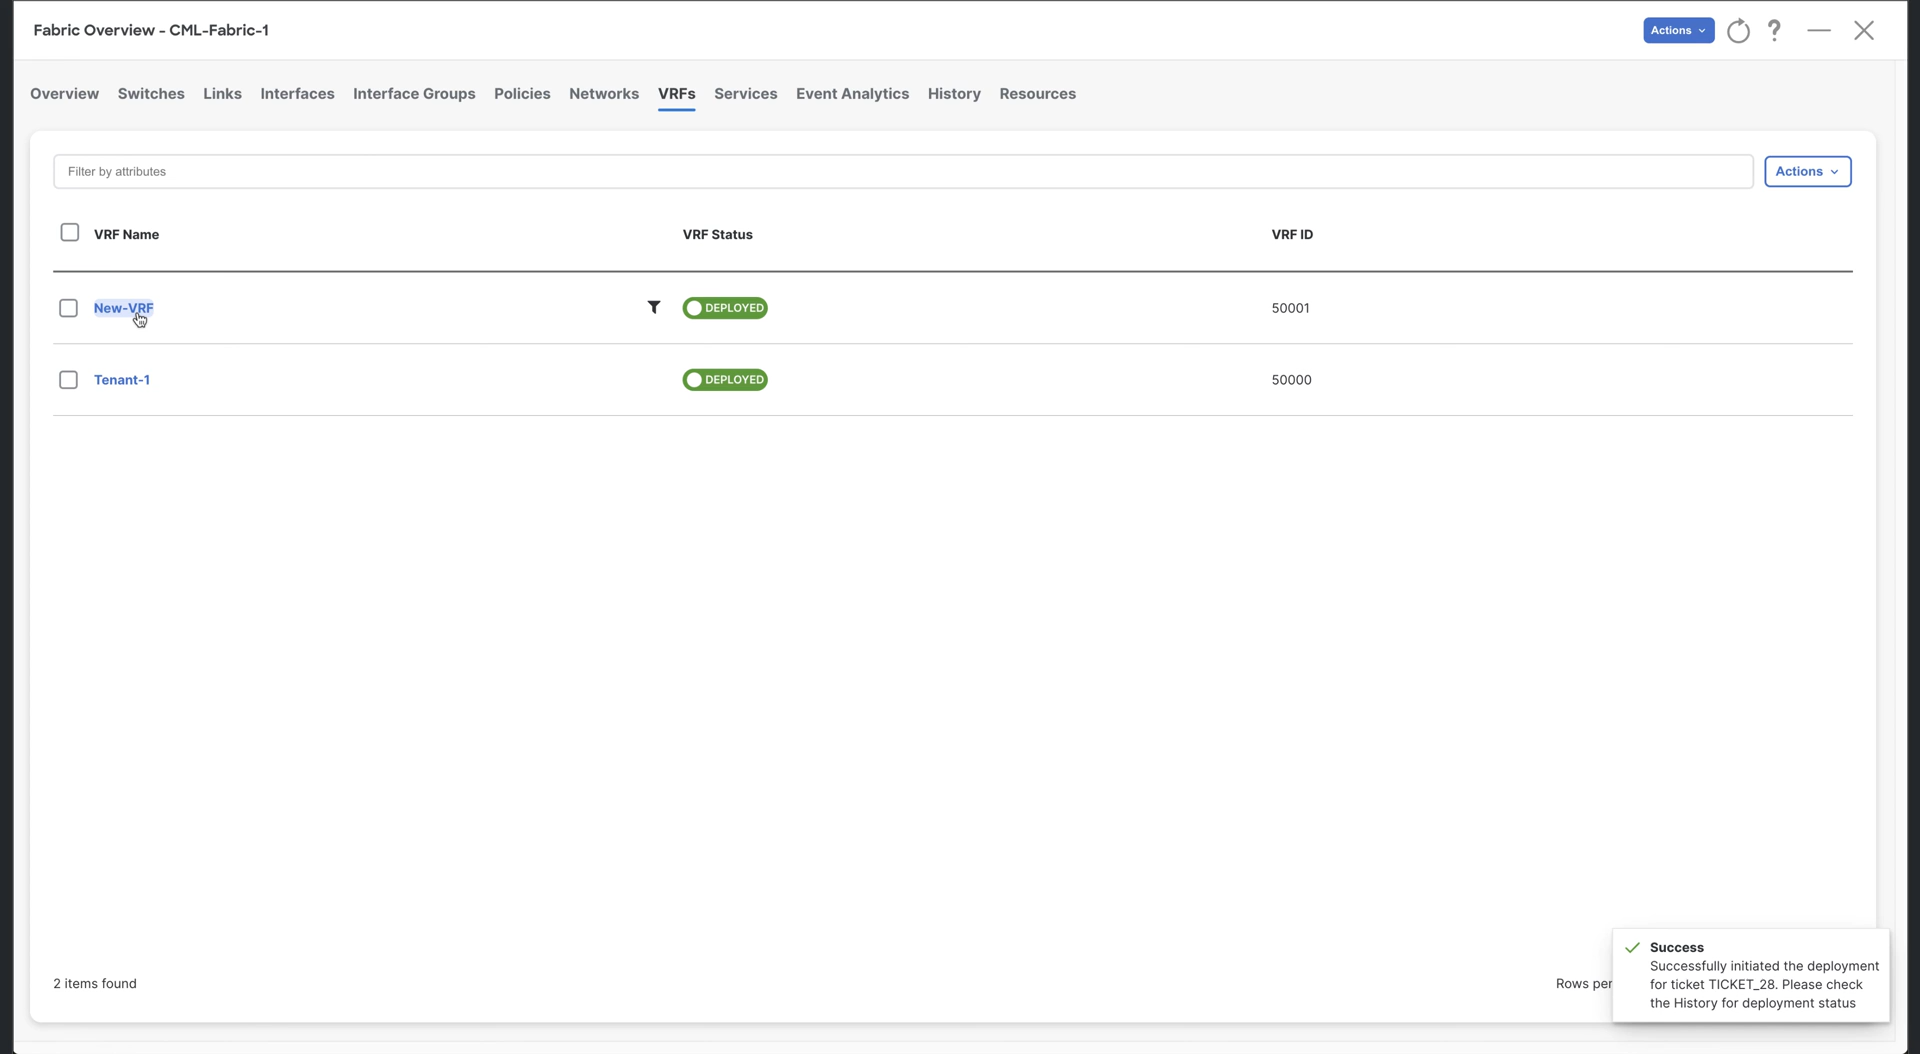 Fabric Overview - CML-Fabric-1
Actions
Overview Switches Links Interfaces Interface Groups Policies Networks VRFs Services Event Analytics History Resources
Filter by attributes
Actions
VRF Name VRF Status VRF ID
New-VRF DEPLOYED 50001
Tenant-1 DEPLOYED 50000
2 items found
Rows per
Success
Successfully initiated the deployment
for ticket TICKET_28. Please check
the History for deployment status